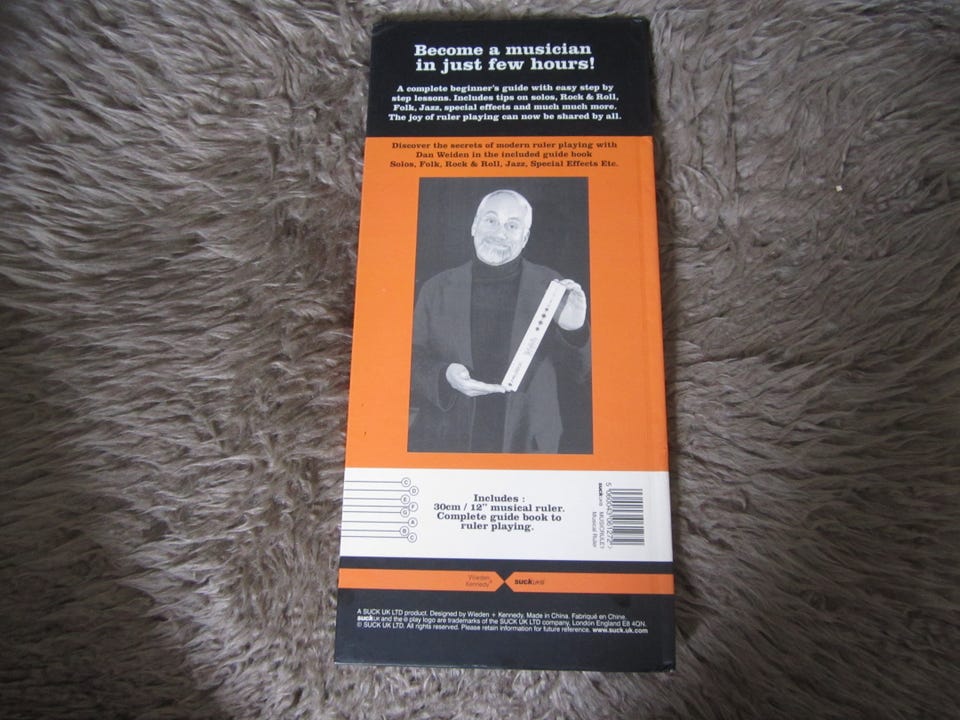 Become a musician
in just few hours!
A complete beginner's guide with easy step by
step lessons. Includes tips on solos, Rock & Roll,
Folk, Jazz, special effects and much much more.
The joy of ruler playing can now be shared by all.
Discover the secrets of modern ruler playing with
Dan Weiden in the included guide book
Solos, Folk, Rock & Roll, Jazz, Special Effects Etc.
C
D
E
F
G
A
B
C
Includes :
30cm / 12" musical ruler.
Complete guide book to
ruler playing.
suckUK®
MUSICRULE1
Musical Ruler
Wieden
Kennedy+
suckUK®
A SUCK UK LTD product. Designed by Wieden + Kennedy, Made in China. Fabriqué en Chine.
suckUK and the play logo are trademarks of the SUCK UK LTD company, London England E8 4QN.
© SUCK UK LTD. All rights reserved. Please retain information for future reference. www.suck.uk.com